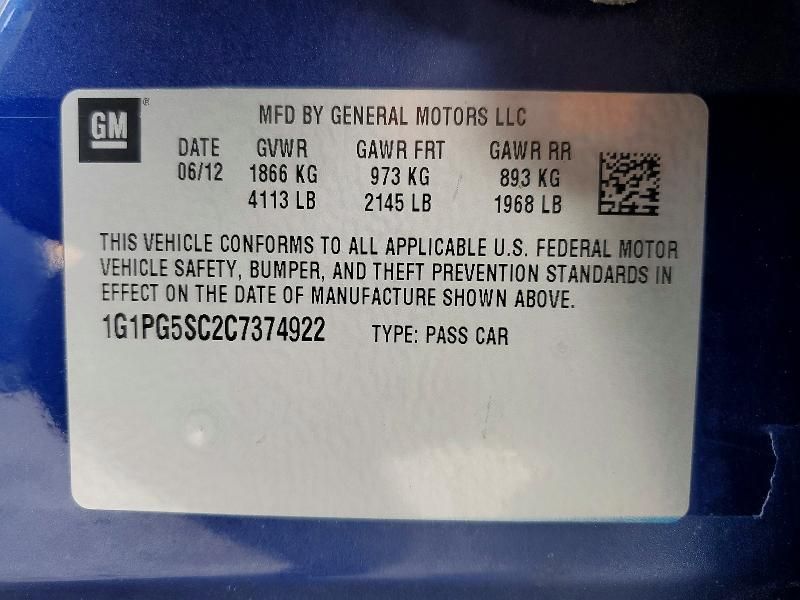 GM®
MFD BY GENERAL MOTORS LLC
DATE GVWR GAWR FRT GAWR RR
06/12 1866 KG 973 KG 893 KG
4113 LB 2145 LB 1968 LB
THIS VEHICLE CONFORMS TO ALL APPLICABLE U.S. FEDERAL MOTOR
VEHICLE SAFETY, BUMPER, AND THEFT PREVENTION STANDARDS IN
EFFECT ON THE DATE OF MANUFACTURE SHOWN ABOVE.
1G1PG5SC2C7374922 TYPE: PASS CAR